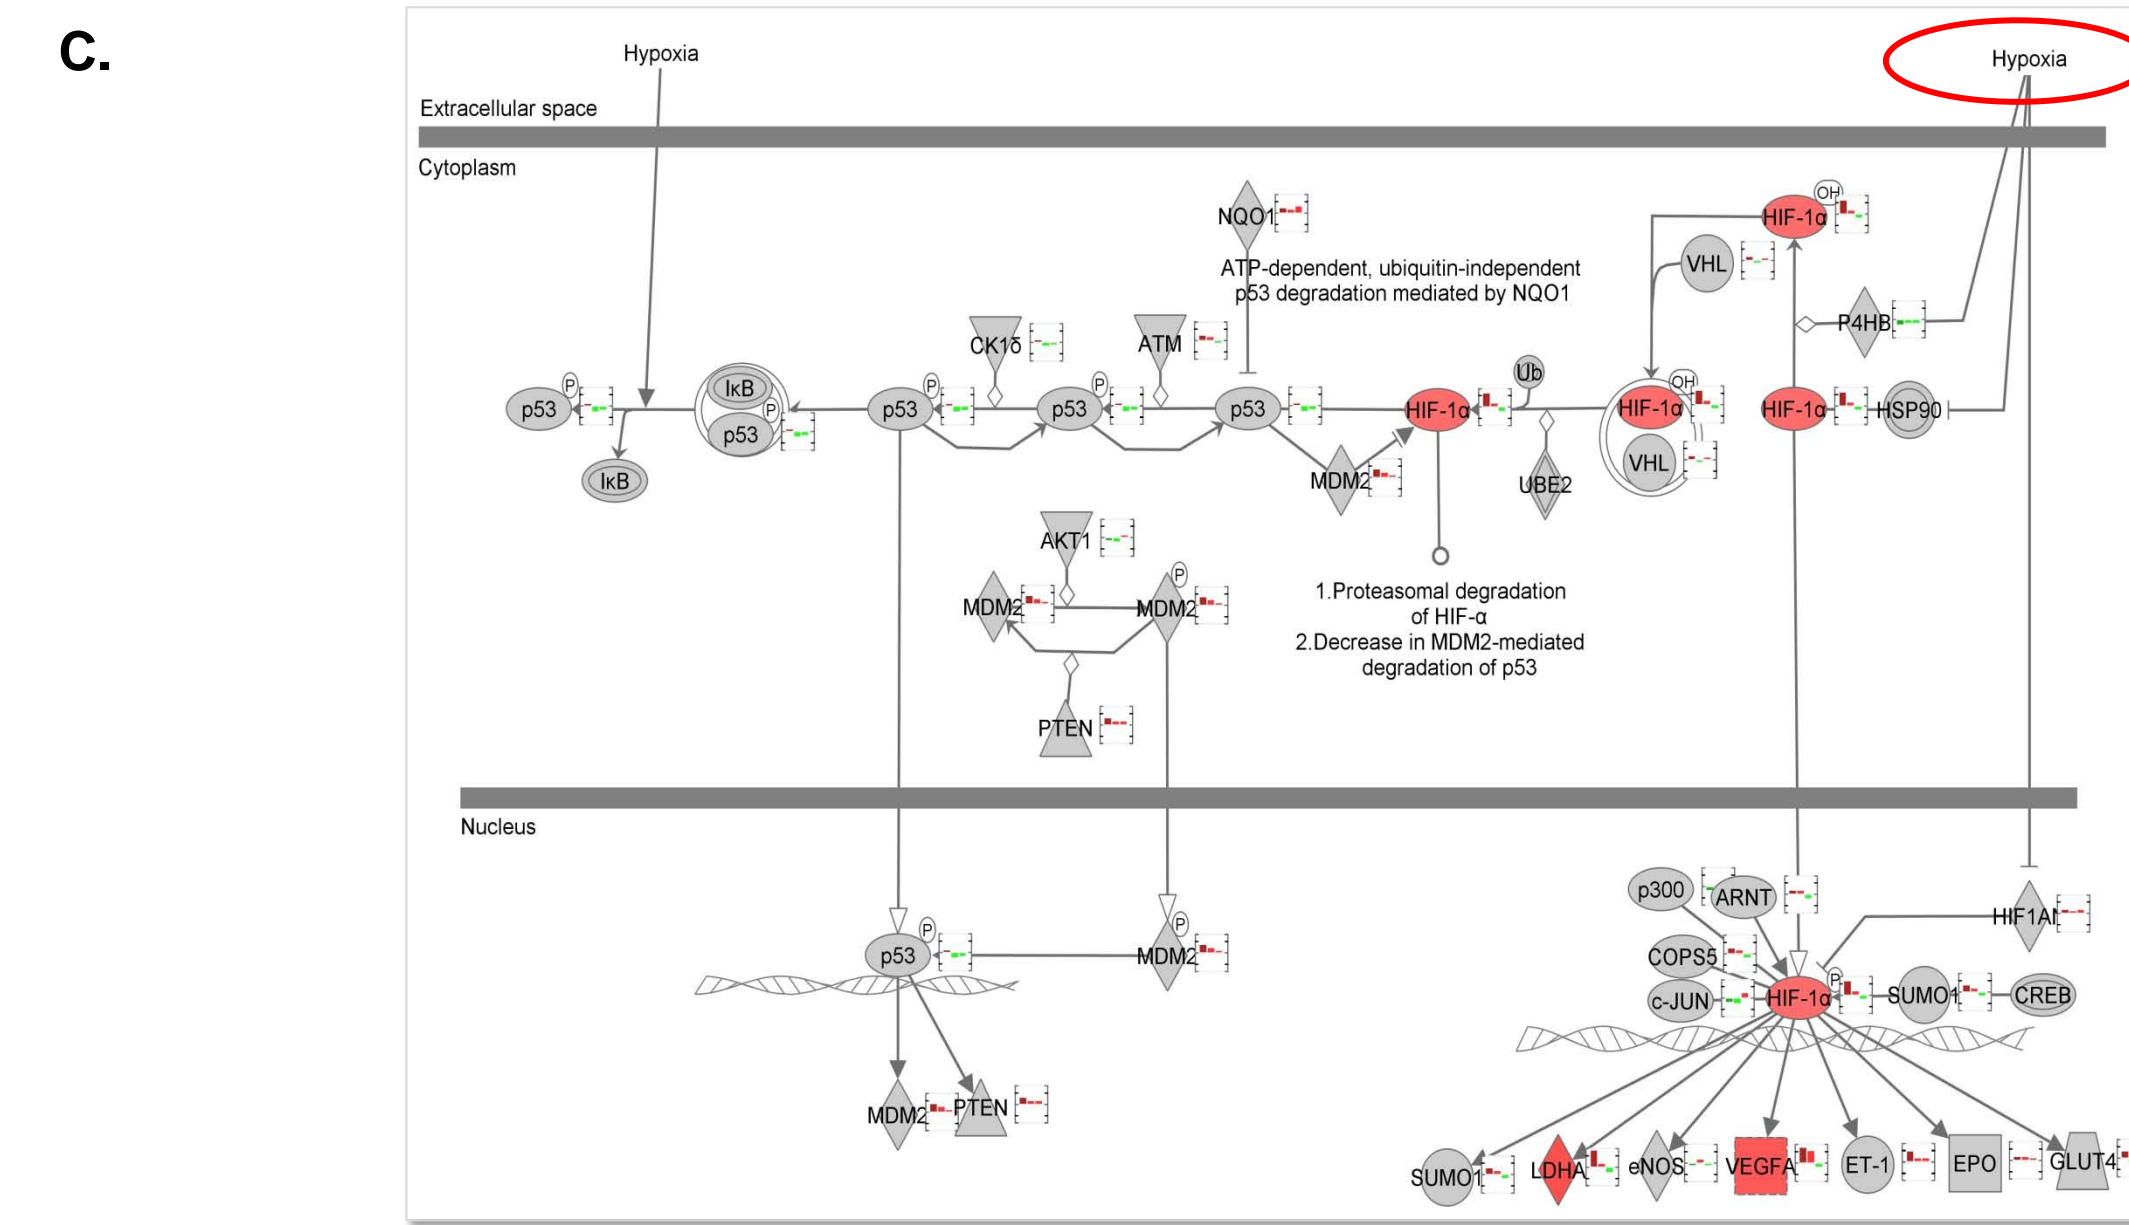 C.
Hypoxia
Hypoxia
Extracellular space
Cytoplasm
OH
HIF-1α
NQO1
VHL
ATP-dependent, ubiquitin-independent
p53 degradation mediated by NQO1
P4HB
CK1δ
ATM
Ub
IκB
P
p53
P
p53
P
p53
P
p53
p53
HIF-1α
OH
HIF-1α
HIF-1α
HSP90
VHL
IκB
MDM2
UBE2
AKT1
P
MDM2
MDM2
1.Proteasomal degradation
of HIF-α
2.Decrease in MDM2-mediated
degradation of p53
PTEN
Nucleus
p300
ARNT
HIF1AN
P
p53
P
MDM2
COPS5
c-JUN
P
HIF-1α
SUMO1
CREB
MDM2
PTEN
SUMO1
LDHA
eNOS
VEGFA
ET-1
EPO
GLUT4